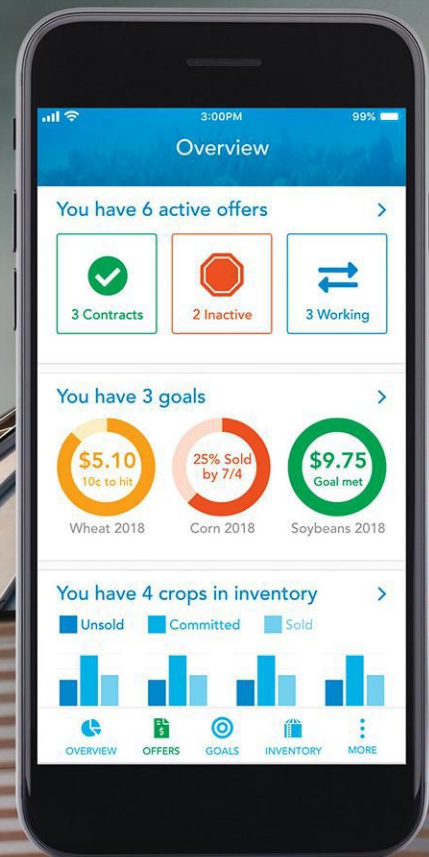 3:00PM
99%
Overview
You have 6 active offers
3 Contracts
2 Inactive
3 Working
You have 3 goals
$5.10
10¢ to hit
25% Sold
by 7/4
$9.75
Goal met
Wheat 2018
Corn 2018
Soybeans 2018
You have 4 crops in inventory
Unsold
Committed
Sold
$
OVERVIEW
OFFERS
GOALS
INVENTORY
MORE